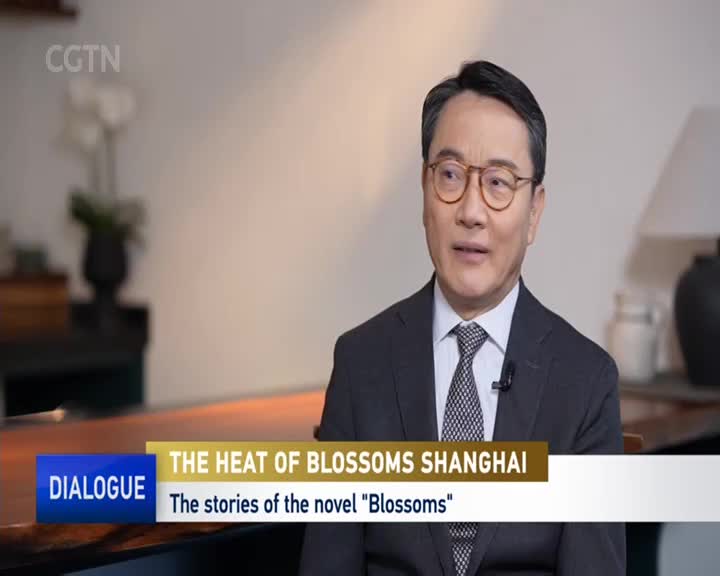 CGTN
THE HEAT OF BLOSSOMS SHANGHAI
DIALOGUE
The stories of the novel "Blossoms"